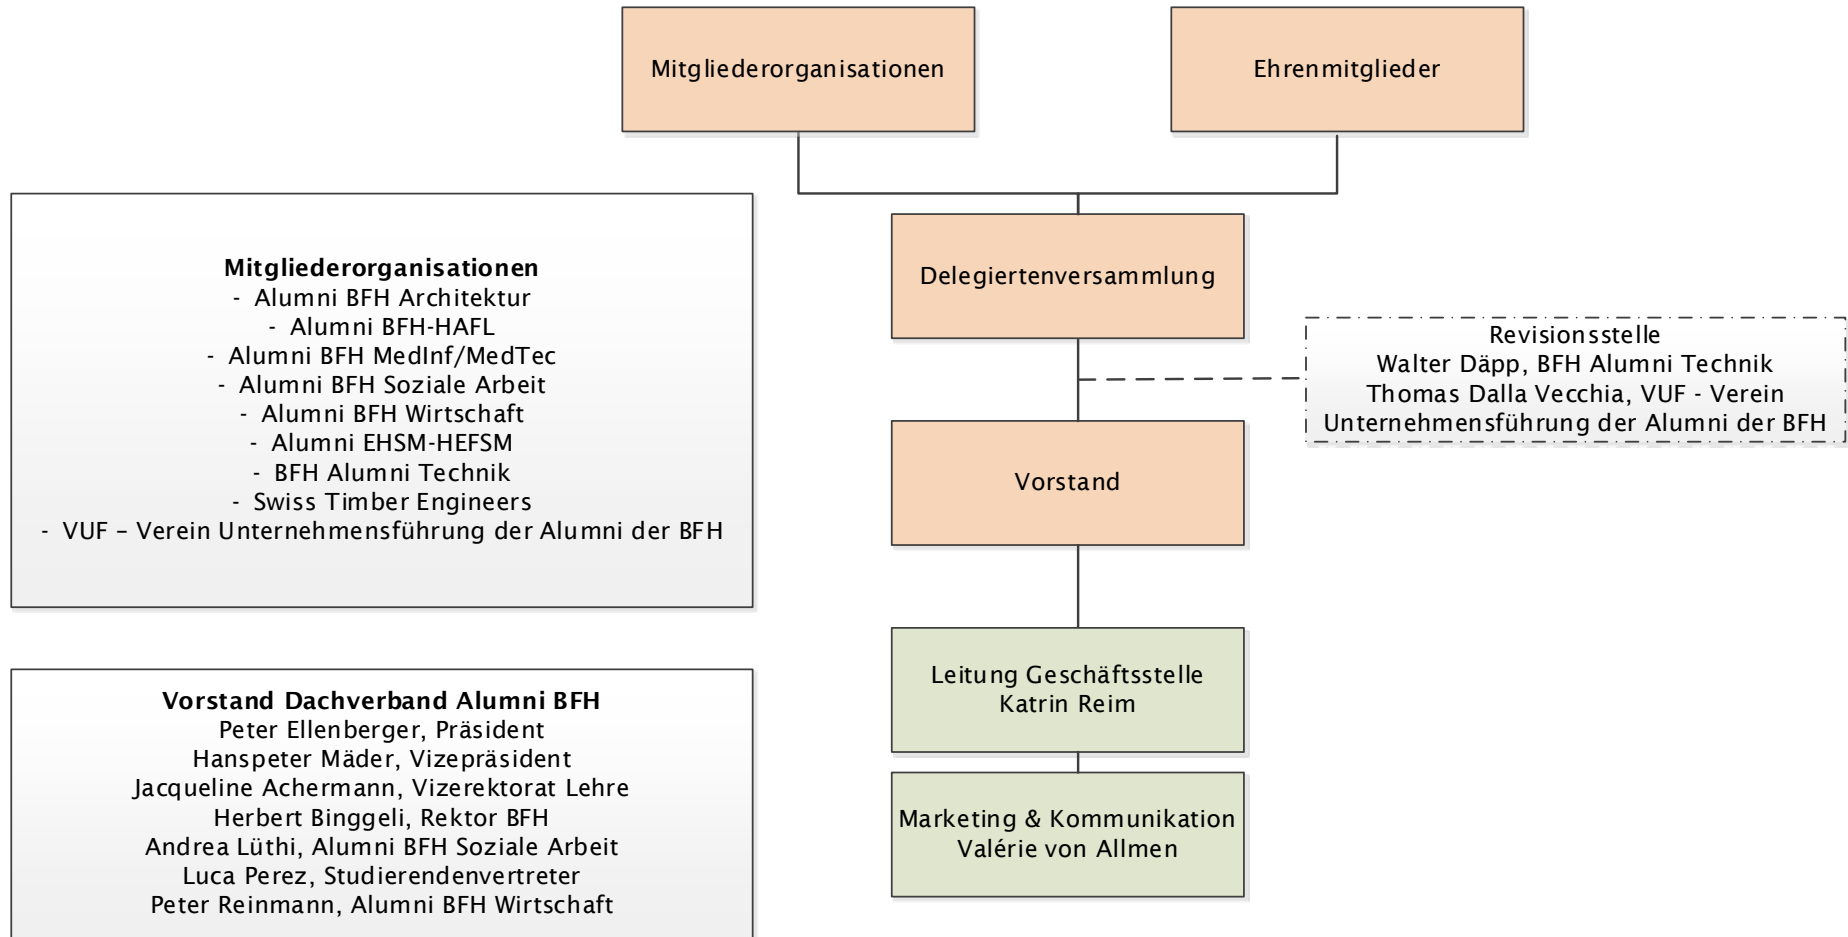 Mitgliederorganisationen
Ehrenmitglieder
Mitgliederorganisationen
- Alumni BFH Architektur
- Alumni BFH-HAFL
- Alumni BFH MedInf/MedTec
- Alumni BFH Soziale Arbeit
- Alumni BFH Wirtschaft
- Alumni EHSM-HEFSM
- BFH Alumni Technik
- Swiss Timber Engineers
- VUF – Verein Unternehmensführung der Alumni der BFH
Delegiertenversammlung
Revisionsstelle
Walter Däpp, BFH Alumni Technik
Thomas Dalla Vecchia, VUF - Verein
Unternehmensführung der Alumni der BFH
Vorstand
Leitung Geschäftsstelle
Katrin Reim
Marketing & Kommunikation
Valérie von Allmen
Vorstand Dachverband Alumni BFH
Peter Ellenberger, Präsident
Hanspeter Mäder, Vizepräsident
Jacqueline Achermann, Vizerektorat Lehre
Herbert Binggeli, Rektor BFH
Andrea Lüthi, Alumni BFH Soziale Arbeit
Luca Perez, Studierendenvertreter
Peter Reinmann, Alumni BFH Wirtschaft